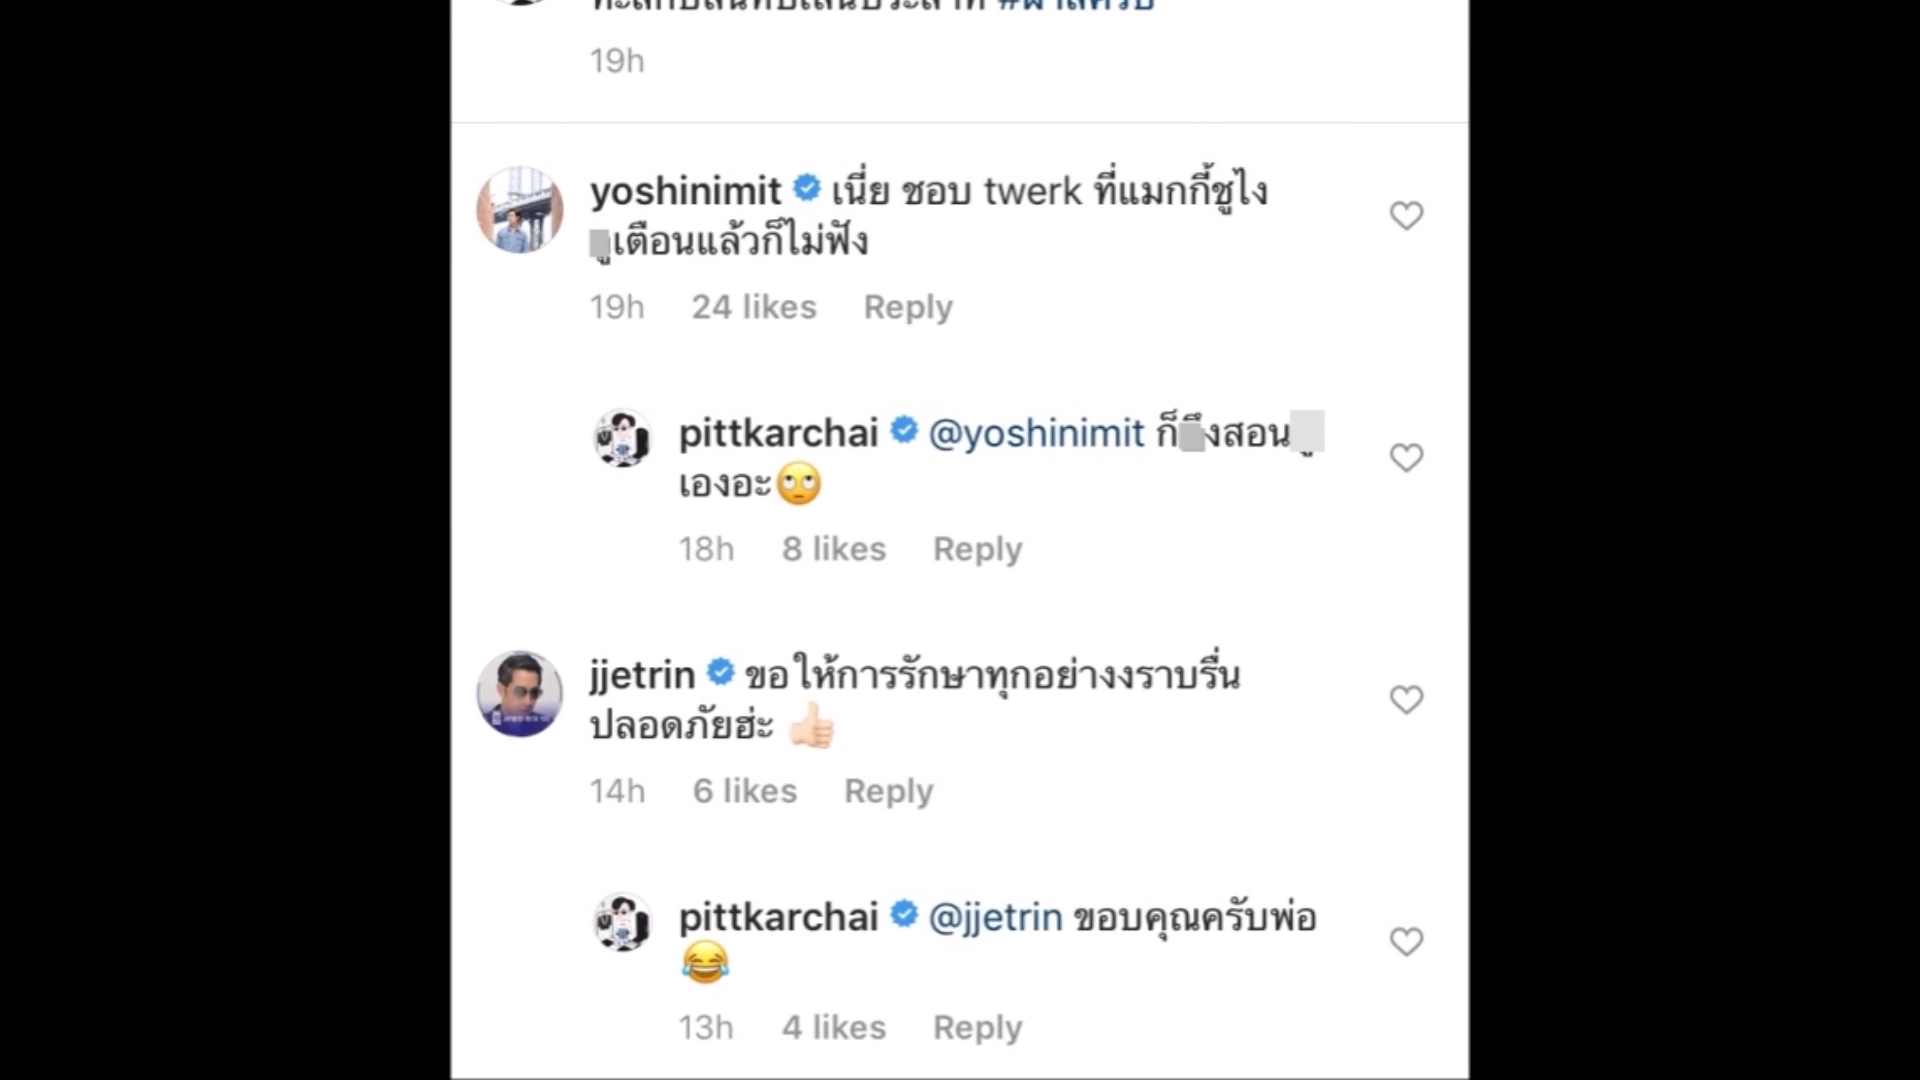 19h
yoshinimit เนี่ย ชอบ twerk ที่แมกกี้ชูไง
เตือนแล้วก็ไม่ฟัง
19h 24 likes Reply
pittkarchai @yoshinimit ก็ สอน
เองอะ🙄
18h 8 likes Reply
jjetrin ขอให้การรักษาทุกอย่างงราบรื่น
ปลอดภัยฮ่ะ 👍🏻
14h 6 likes Reply
pittkarchai @jjetrin ขอบคุณครับพ่อ
😂
13h 4 likes Reply